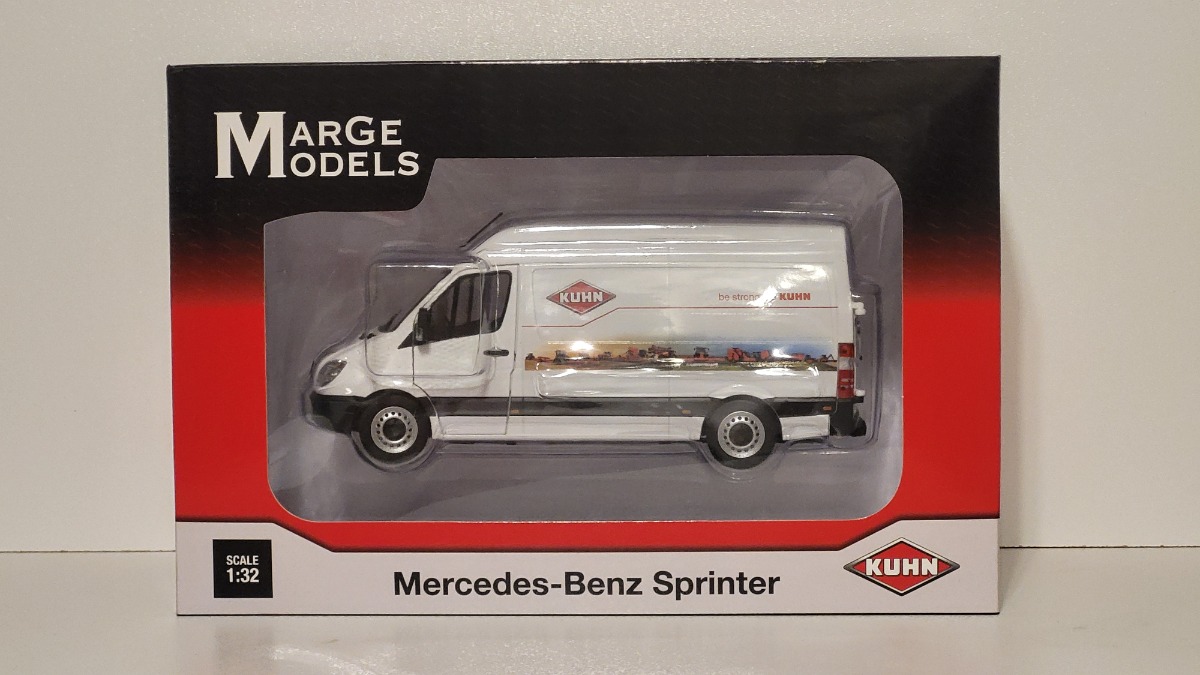 MARGE
MODELS
KUHN
be strong KUHN
SCALE
1:32
Mercedes-Benz Sprinter
KUHN